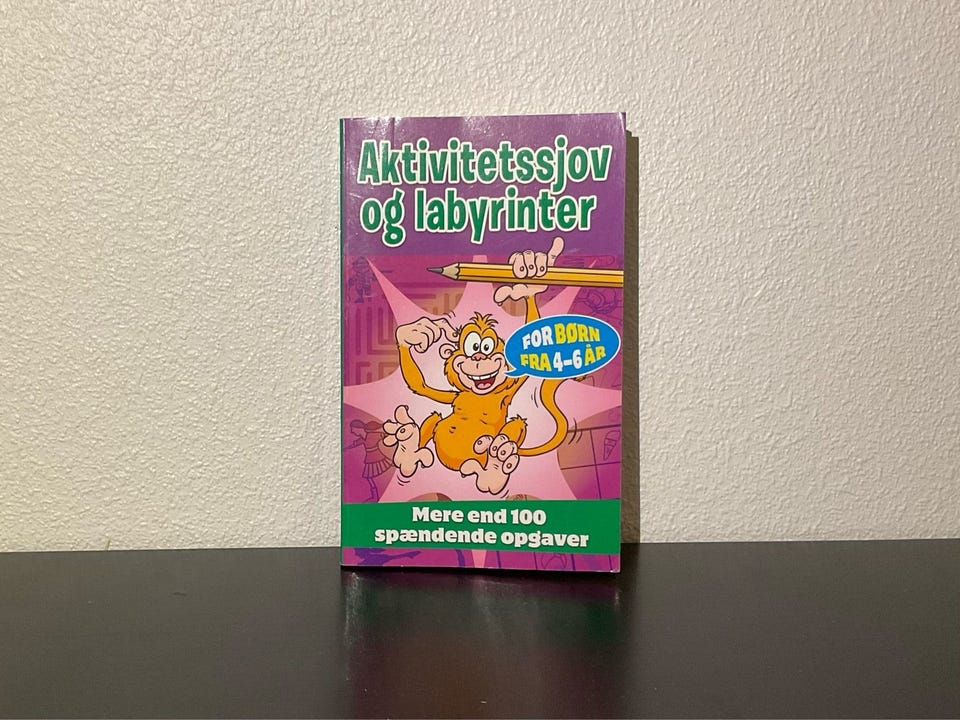 Aktivitetssjov
og labyrinter
FOR BØRN
FRA 4-6 ÅR
Mere end 100
spændende opgaver